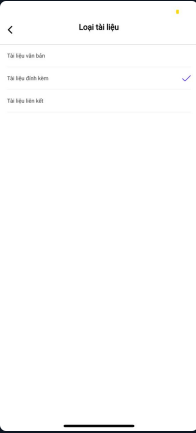 Loại tài liệu
Tài liệu văn bản
Tài liệu đính kèm
Tài liệu liên kết